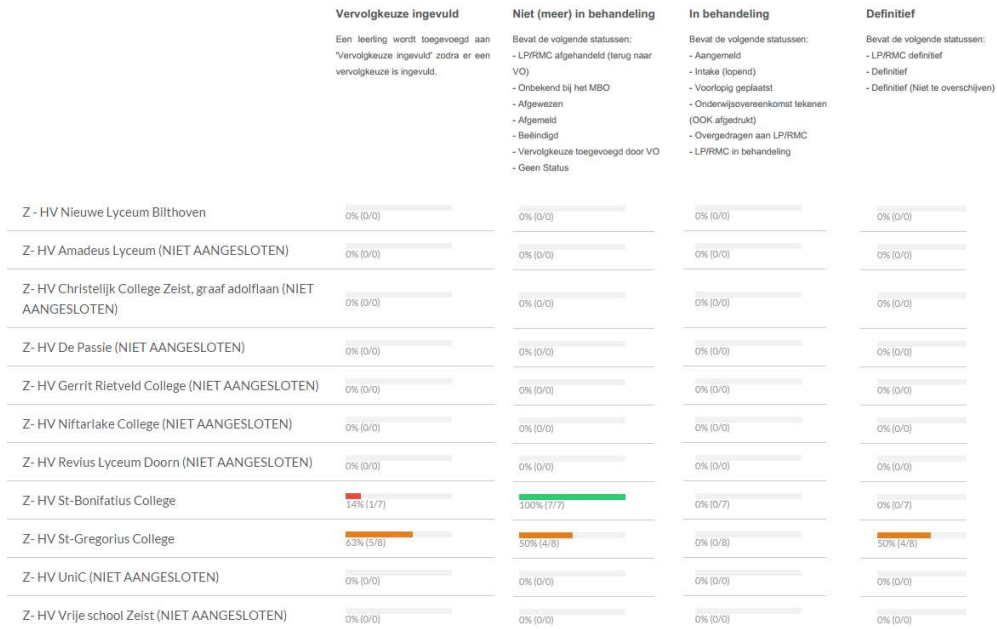 Vervolgkeuze ingevuld
Een leerling wordt toegevoegd aan
'Vervolgkeuze ingevuld' zodra er een
vervolgkeuze is ingevuld.
Niet (meer) in behandeling
Bevat de volgende statussen:
- LP/RMC afgehandeld (terug naar
VO)
- Onbekend bij het MBO
- Afgewezen
- Afgemeld
- Beëindigd
- Vervolgkeuze toegevoegd door VO
- Geen Status
In behandeling
Bevat de volgende statussen:
- Aangemeld
- Intake (lopend)
- Voorlopig geplaatst
- Onderwijsovereenkomst tekenen
(OOK afgedrukt)
- Overgedragen aan LP/RMC
- LP/RMC in behandeling
Definitief
Bevat de volgende statussen:
- LP/RMC definitief
- Definitief
- Definitief (Niet te overschijven)
Z - HV Nieuwe Lyceum Bilthoven 0% (0/0) 0% (0/0) 0% (0/0) 0% (0/0)
Z- HV Amadeus Lyceum (NIET AANGESLOTEN) 0% (0/0) 0% (0/0) 0% (0/0) 0% (0/0)
Z- HV Christelijk College Zeist, graaf adolflaan (NIET
AANGESLOTEN) 0% (0/0) 0% (0/0) 0% (0/0) 0% (0/0)
Z- HV De Passie (NIET AANGESLOTEN) 0% (0/0) 0% (0/0) 0% (0/0) 0% (0/0)
Z- HV Gerrit Rietveld College (NIET AANGESLOTEN) 0% (0/0) 0% (0/0) 0% (0/0) 0% (0/0)
Z- HV Niftarlake College (NIET AANGESLOTEN) 0% (0/0) 0% (0/0) 0% (0/0) 0% (0/0)
Z- HV Revius Lyceum Doorn (NIET AANGESLOTEN) 0% (0/0) 0% (0/0) 0% (0/0) 0% (0/0)
Z- HV St-Bonifatius College 14% (1/7) 100% (7/7) 0% (0/7) 0% (0/7)
Z- HV St-Gregorius College 63% (5/8) 50% (4/8) 0% (0/8) 50% (4/8)
Z- HV UniC (NIET AANGESLOTEN) 0% (0/0) 0% (0/0) 0% (0/0) 0% (0/0)
Z- HV Vrije school Zeist (NIET AANGESLOTEN) 0% (0/0) 0% (0/0) 0% (0/0) 0% (0/0)